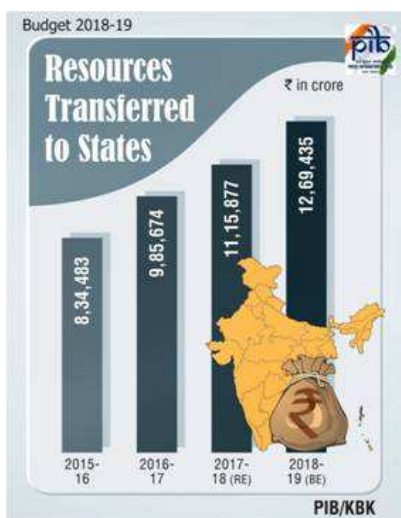 Budget 2018-19
pib
Resources
Transferred
to States
₹ in crore
8,34,483
9,85,674
11,15,877
12,69,435
₹
2015-
16
2016-
17
2017-
18 (RE)
2018-
19 (BE)
PIB/KBK